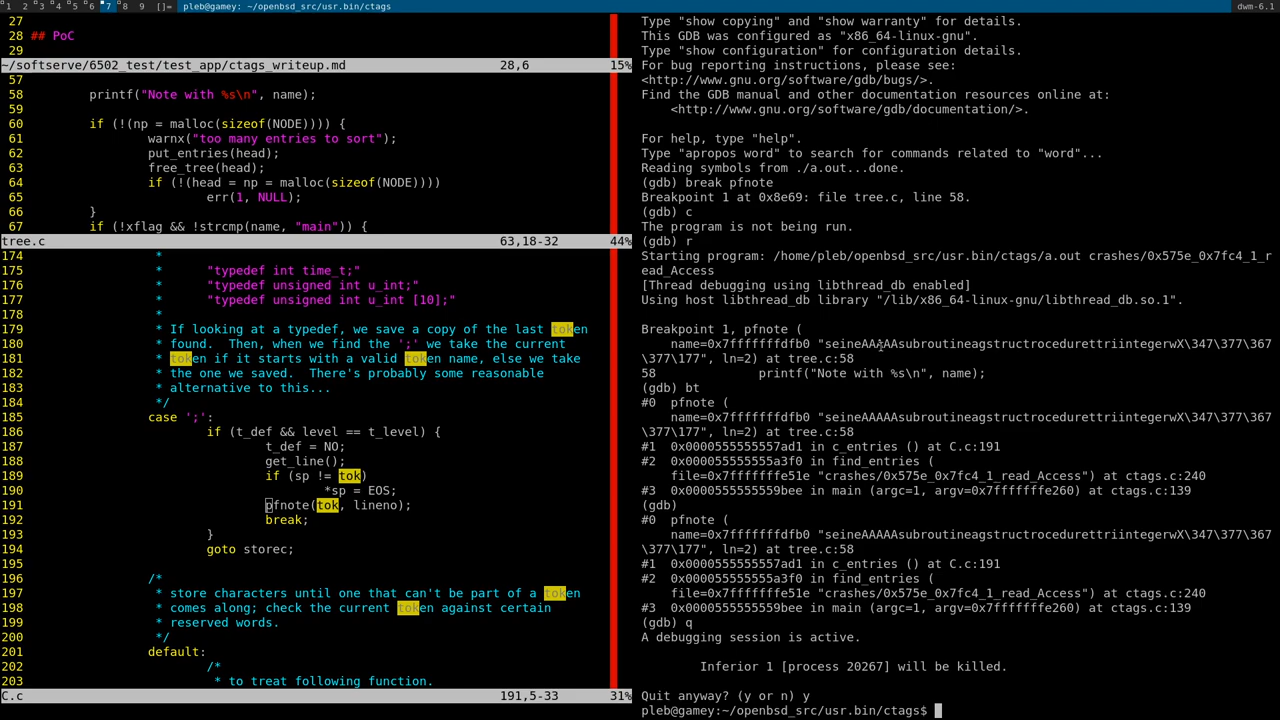 1 2 3 4 5 6 7 8 9 []= pleb@gamey: ~/openbsd_src/usr.bin/ctags dwm-6.1
27
28 ## PoC
29
~/softserve/6502_test/test_app/ctags_writeup.md 28,6 15%
57
58 printf("Note with %s\n", name);
59
60 if (!(np = malloc(sizeof(NODE)))) {
61 warnx("too many entries to sort");
62 put_entries(head);
63 free_tree(head);
64 if (!(head = np = malloc(sizeof(NODE))))
65 err(1, NULL);
66 }
67 if (!xflag && !strcmp(name, "main")) {
tree.c 63,18-32 44%
174 *
175 * "typedef int time_t;"
176 * "typedef unsigned int u_int;"
177 * "typedef unsigned int u_int [10];"
178 *
179 * If looking at a typedef, we save a copy of the last token
180 * found.  Then, when we find the ';' we take the current
181 * token if it starts with a valid token name, else we take
182 * the one we saved.  There's probably some reasonable
183 * alternative to this...
184 */
185 case ';':
186 if (t_def && level == t_level) {
187 t_def = NO;
188 get_line();
189 if (sp != tok)
190 *sp = EOS;
191 pfnote(tok, lineno);
192 break;
193 }
194 goto storec;
195
196 /*
197 * store characters until one that can't be part of a token
198 * comes along; check the current token against certain
199 * reserved words.
200 */
201 default:
202 /*
203 * to treat following function.
C.c 191,5-33 31%
Type "show copying" and "show warranty" for details.
This GDB was configured as "x86_64-linux-gnu".
Type "show configuration" for configuration details.
For bug reporting instructions, please see:
<http://www.gnu.org/software/gdb/bugs/>.
Find the GDB manual and other documentation resources online at:
<http://www.gnu.org/software/gdb/documentation/>.
For help, type "help".
Type "apropos word" to search for commands related to "word"...
Reading symbols from ./a.out...done.
(gdb) break pfnote
Breakpoint 1 at 0x8e69: file tree.c, line 58.
(gdb) c
The program is not being run.
(gdb) r
Starting program: /home/pleb/openbsd_src/usr.bin/ctags/a.out crashes/0x575e_0x7fc4_1_r
ead_Access
[Thread debugging using libthread_db enabled]
Using host libthread_db library "/lib/x86_64-linux-gnu/libthread_db.so.1".
Breakpoint 1, pfnote (
name=0x7fffffffdfb0 "seineAAAAAsubroutineagstructrocedurettriintegerwX\347\377\367
\377\177", ln=2) at tree.c:58
58 printf("Note with %s\n", name);
(gdb) bt
#0  pfnote (
name=0x7fffffffdfb0 "seineAAAAAsubroutineagstructrocedurettriintegerwX\347\377\367
\377\177", ln=2) at tree.c:58
#1  0x0000555555557ad1 in c_entries () at C.c:191
#2  0x000055555555a3f0 in find_entries (
file=0x7fffffffe51e "crashes/0x575e_0x7fc4_1_read_Access") at ctags.c:240
#3  0x0000555555559bee in main (argc=1, argv=0x7fffffffe260) at ctags.c:139
(gdb)
#0  pfnote (
name=0x7fffffffdfb0 "seineAAAAAsubroutineagstructrocedurettriintegerwX\347\377\367
\377\177", ln=2) at tree.c:58
#1  0x0000555555557ad1 in c_entries () at C.c:191
#2  0x000055555555a3f0 in find_entries (
file=0x7fffffffe51e "crashes/0x575e_0x7fc4_1_read_Access") at ctags.c:240
#3  0x0000555555559bee in main (argc=1, argv=0x7fffffffe260) at ctags.c:139
(gdb) q
A debugging session is active.
Inferior 1 [process 20267] will be killed.
Quit anyway? (y or n) y
pleb@gamey:~/openbsd_src/usr.bin/ctags$